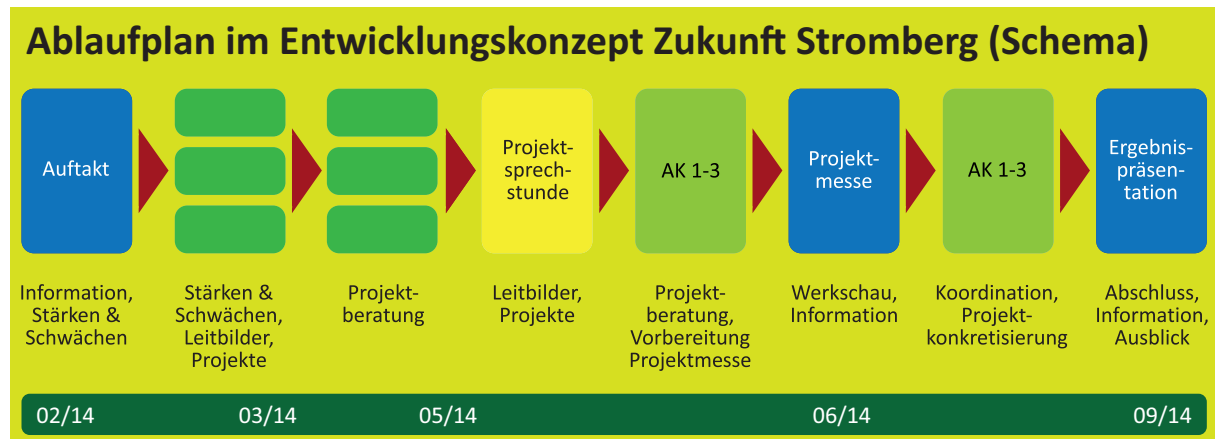 Ablaufplan im Entwicklungskonzept Zukunft Stromberg (Schema)
Auftakt
Projekt-
sprech-
stunde
AK 1-3
Projekt-
messe
AK 1-3
Ergebnis-
präsen-
tation
Information,
Stärken &
Schwächen
Stärken &
Schwächen,
Leitbilder,
Projekte
Projekt-
beratung
Leitbilder,
Projekte
Projekt-
beratung,
Vorbereitung
Projektmesse
Werkschau,
Information
Koordination,
Projekt-
konkretisierung
Abschluss,
Information,
Ausblick
02/14 03/14 05/14 06/14 09/14